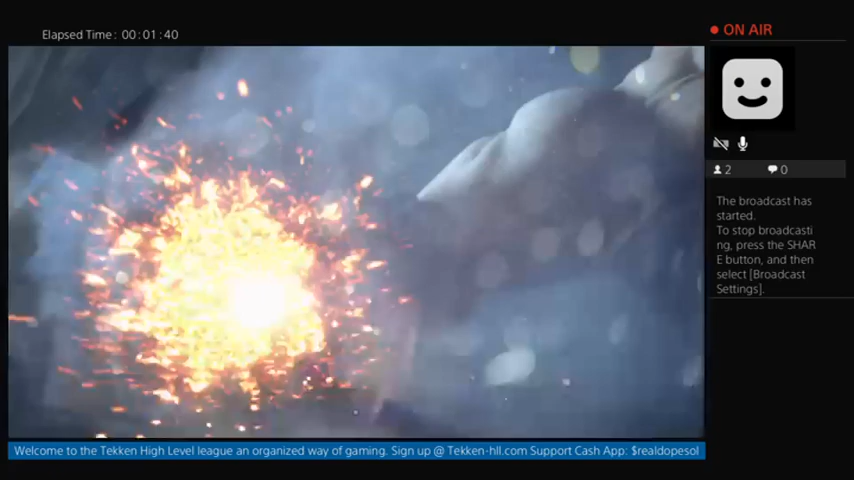 Elapsed Time: 00:01:40
ON AIR
2
0
The broadcast has
started.
To stop broadcasti
ng, press the SHAR
E button, and then
select [Broadcast
Settings].
Welcome to the Tekken High Level league an organized way of gaming. Sign up @ Tekken-hll.com Support Cash App: $realdopesol